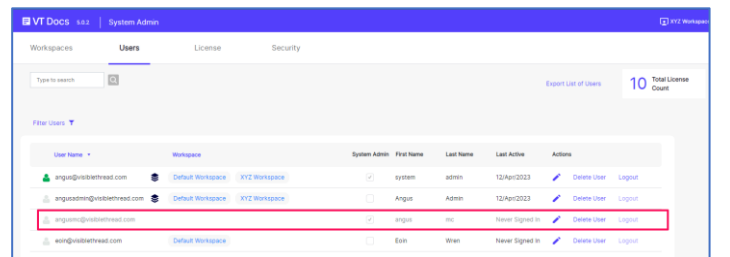 VT Docs 5.0.2 | System Admin XYZ Workspace
Workspaces Users License Security
Type to search Export List of Users 10 Total License Count
Filter Users
User Name Workspace System Admin First Name Last Name Last Active Actions
angus@visiblethread.com Default Workspace XYZ Workspace system admin 12/Apr/2023 Delete User Logout
angusadmin@visiblethread.com Default Workspace XYZ Workspace Angus Admin 12/Apr/2023 Delete User Logout
angusmc@visiblethread.com angus mc Never Signed In Delete User Logout
eoin@visiblethread.com Default Workspace Eoin Wren Never Signed In Delete User Logout